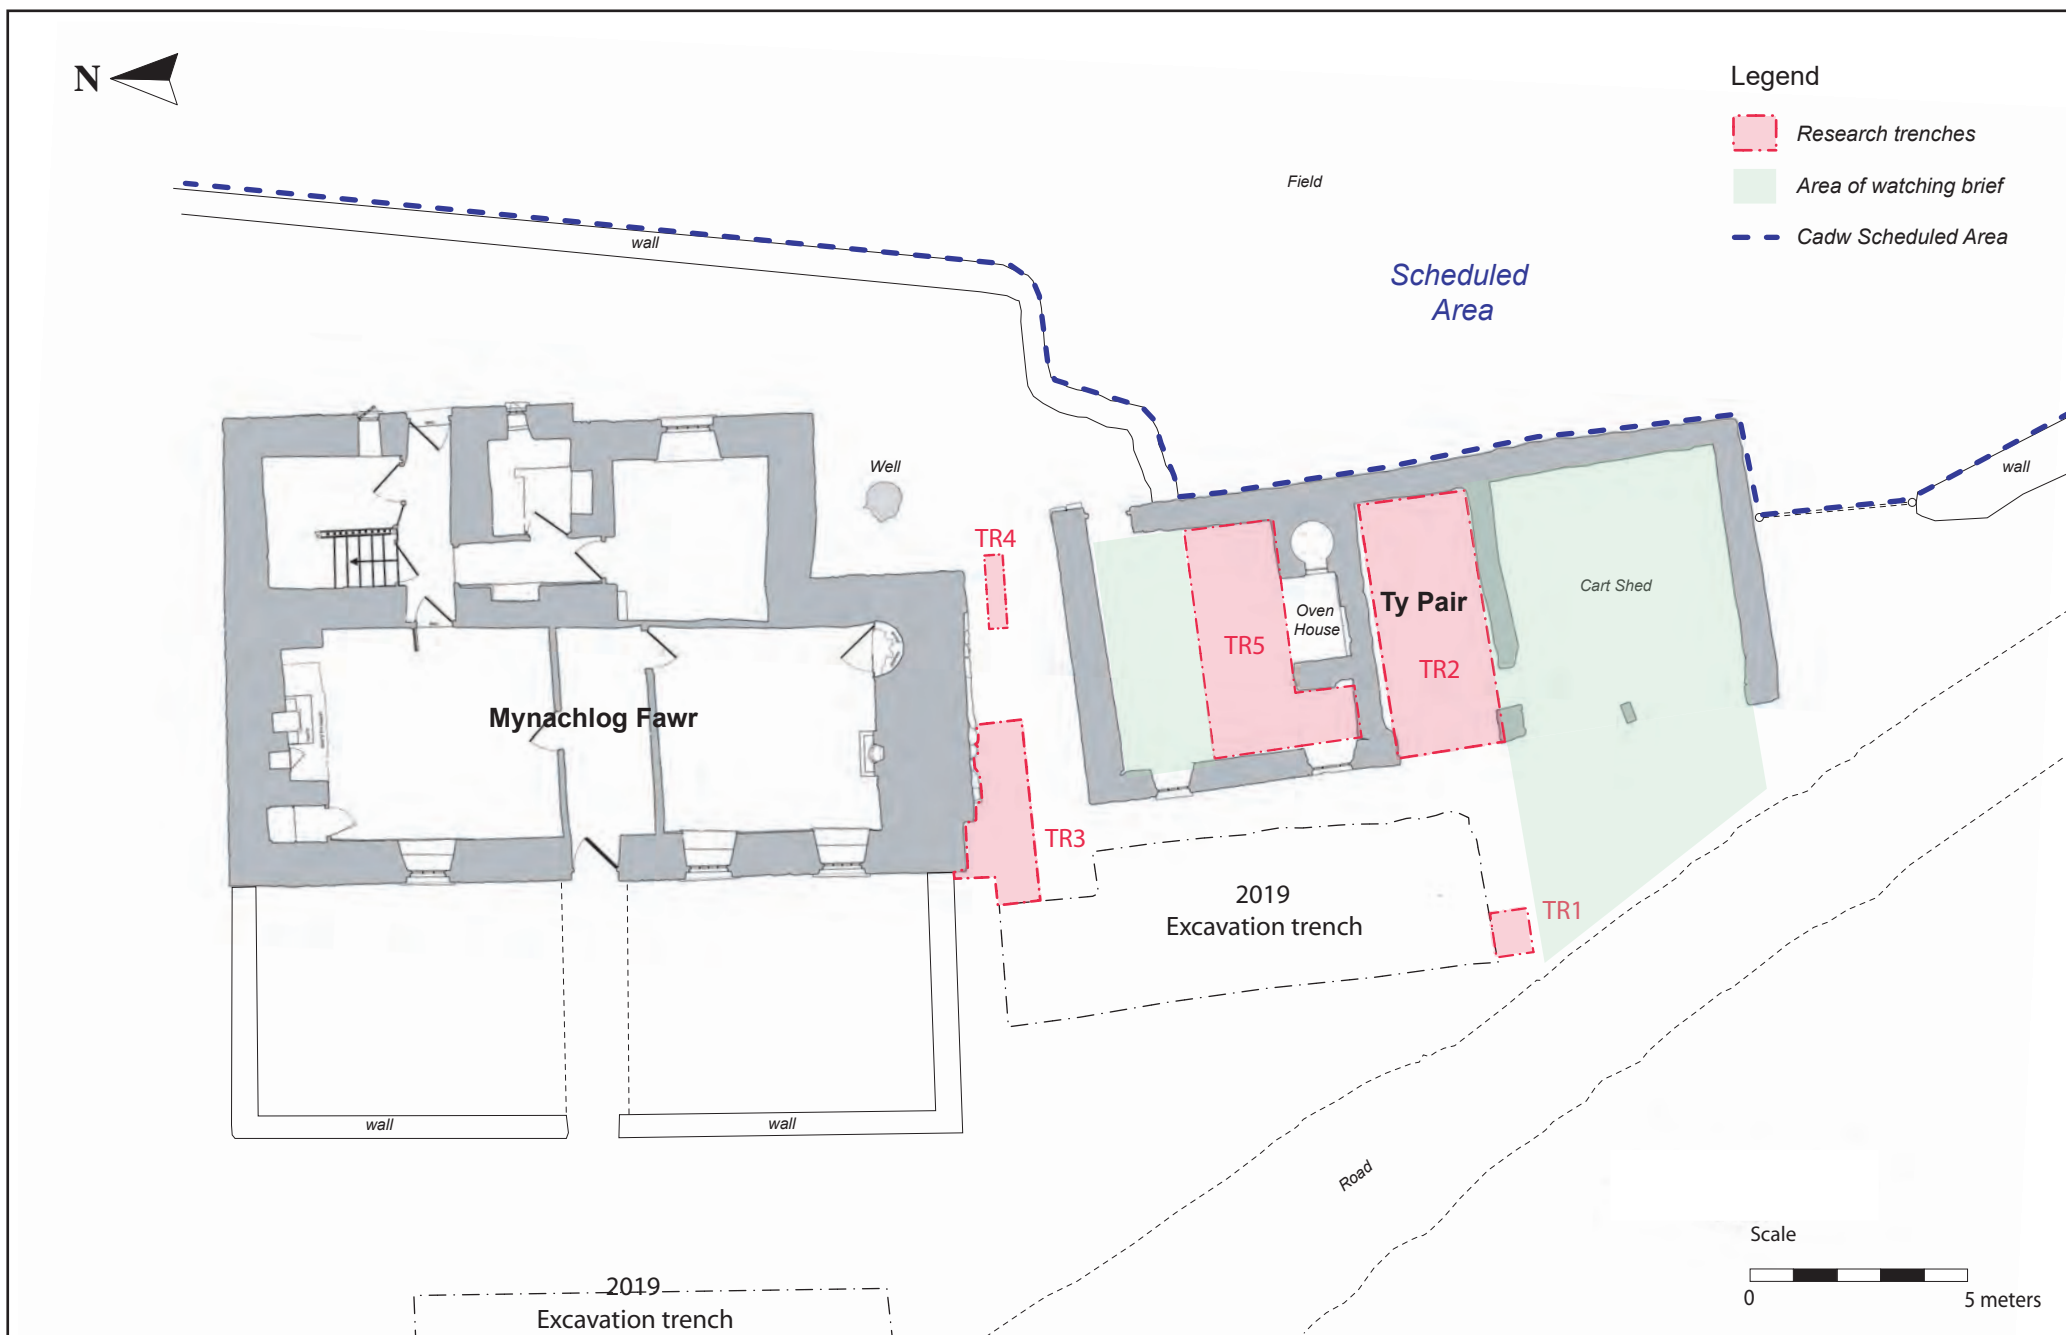 N
Legend
Research trenches
Area of watching brief
Cadw Scheduled Area
Field
wall
Scheduled
Area
wall
Well
TR4
Cart Shed
Oven
House
Ty Pair
TR5
TR2
Mynachlog Fawr
TR3
2019
Excavation trench
TR1
wall
wall
Road
Scale
0
5 meters
2019
Excavation trench